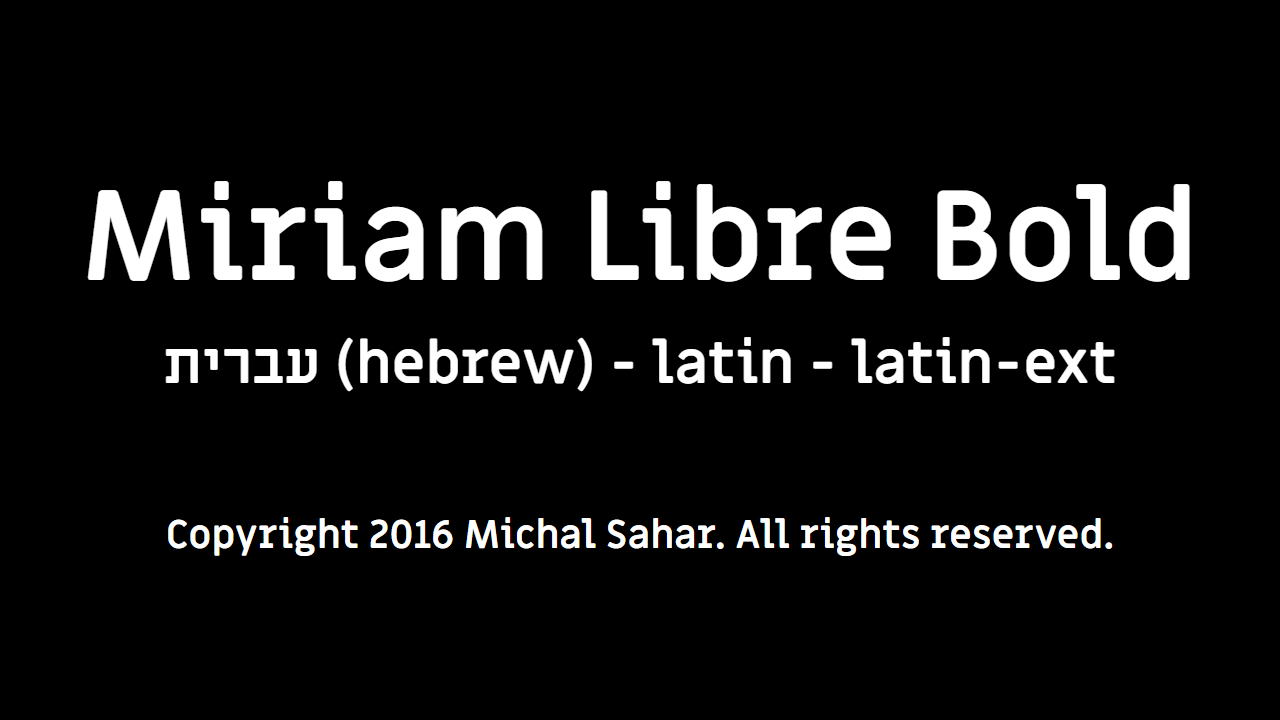 Miriam Libre Bold
עברית (hebrew) - latin - latin-ext
Copyright 2016 Michal Sahar. All rights reserved.